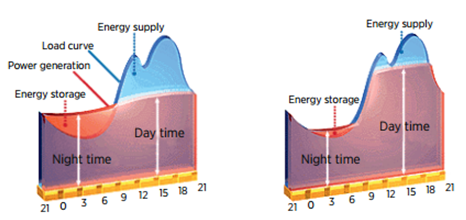 Energy supply
Load curve
Power generation
Energy storage
Day time
Night time
21 0 3 6 9 12 15 18 21
Energy supply
Energy storage
Day time
Night time
21 0 3 6 9 12 15 18 21